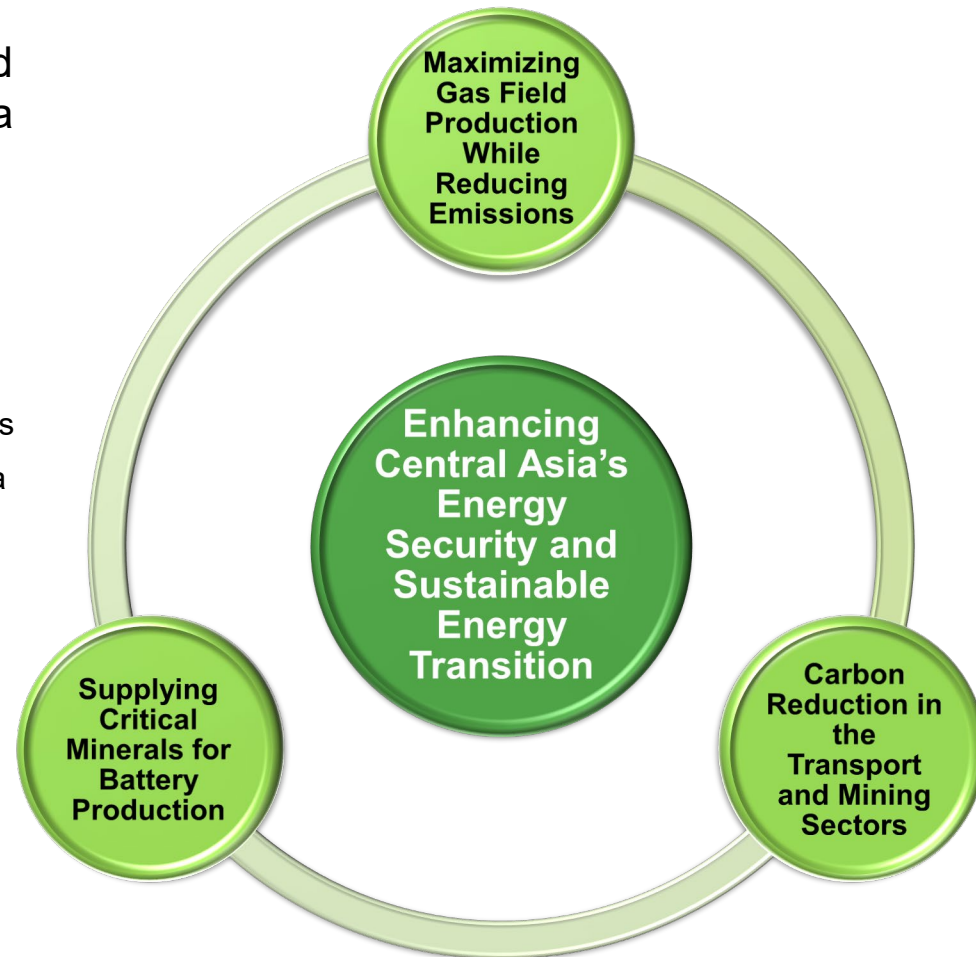 d
a
s
a
Maximizing
Gas Field
Production
While
Reducing
Emissions
Enhancing
Central Asia’s
Energy
Security and
Sustainable
Energy
Transition
Supplying
Critical
Minerals for
Battery
Production
Carbon
Reduction in
the
Transport
and Mining
Sectors